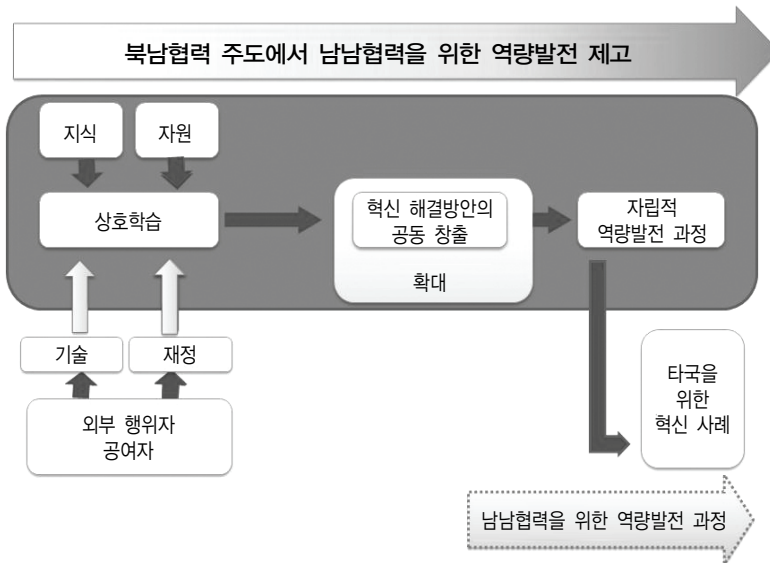 북남협력 주도에서 남남협력을 위한 역량발전 제고
지식
자원
상호학습
혁신 해결방안의
공동 창출
확대
자립적
역량발전 과정
기술
재정
외부 행위자
공여자
타국을
위한
혁신 사례
남남협력을 위한 역량발전 과정